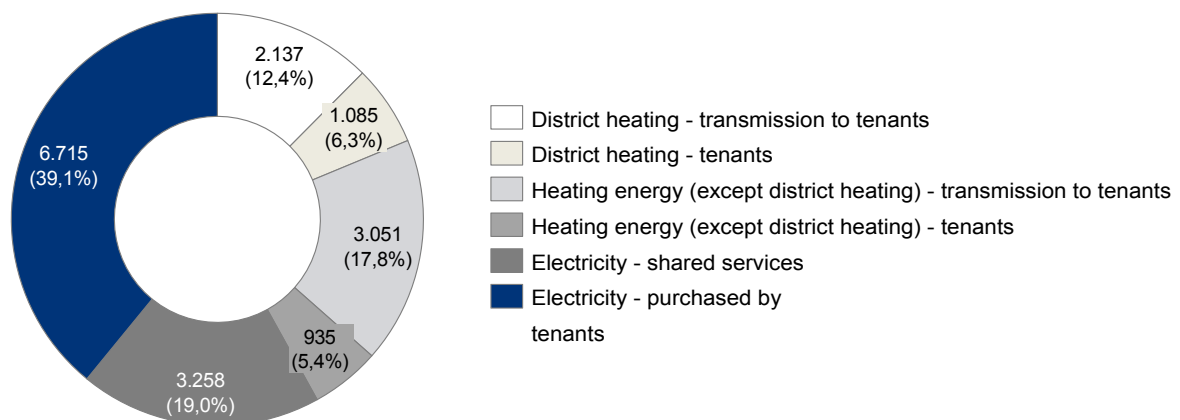 2.137
(12,4%)
1.085
(6,3%)
3.051
(17,8%)
935
(5,4%)
3.258
(19,0%)
6.715
(39,1%)
District heating - transmission to tenants
District heating - tenants
Heating energy (except district heating) - transmission to tenants
Heating energy (except district heating) - tenants
Electricity - shared services
Electricity - purchased by
tenants